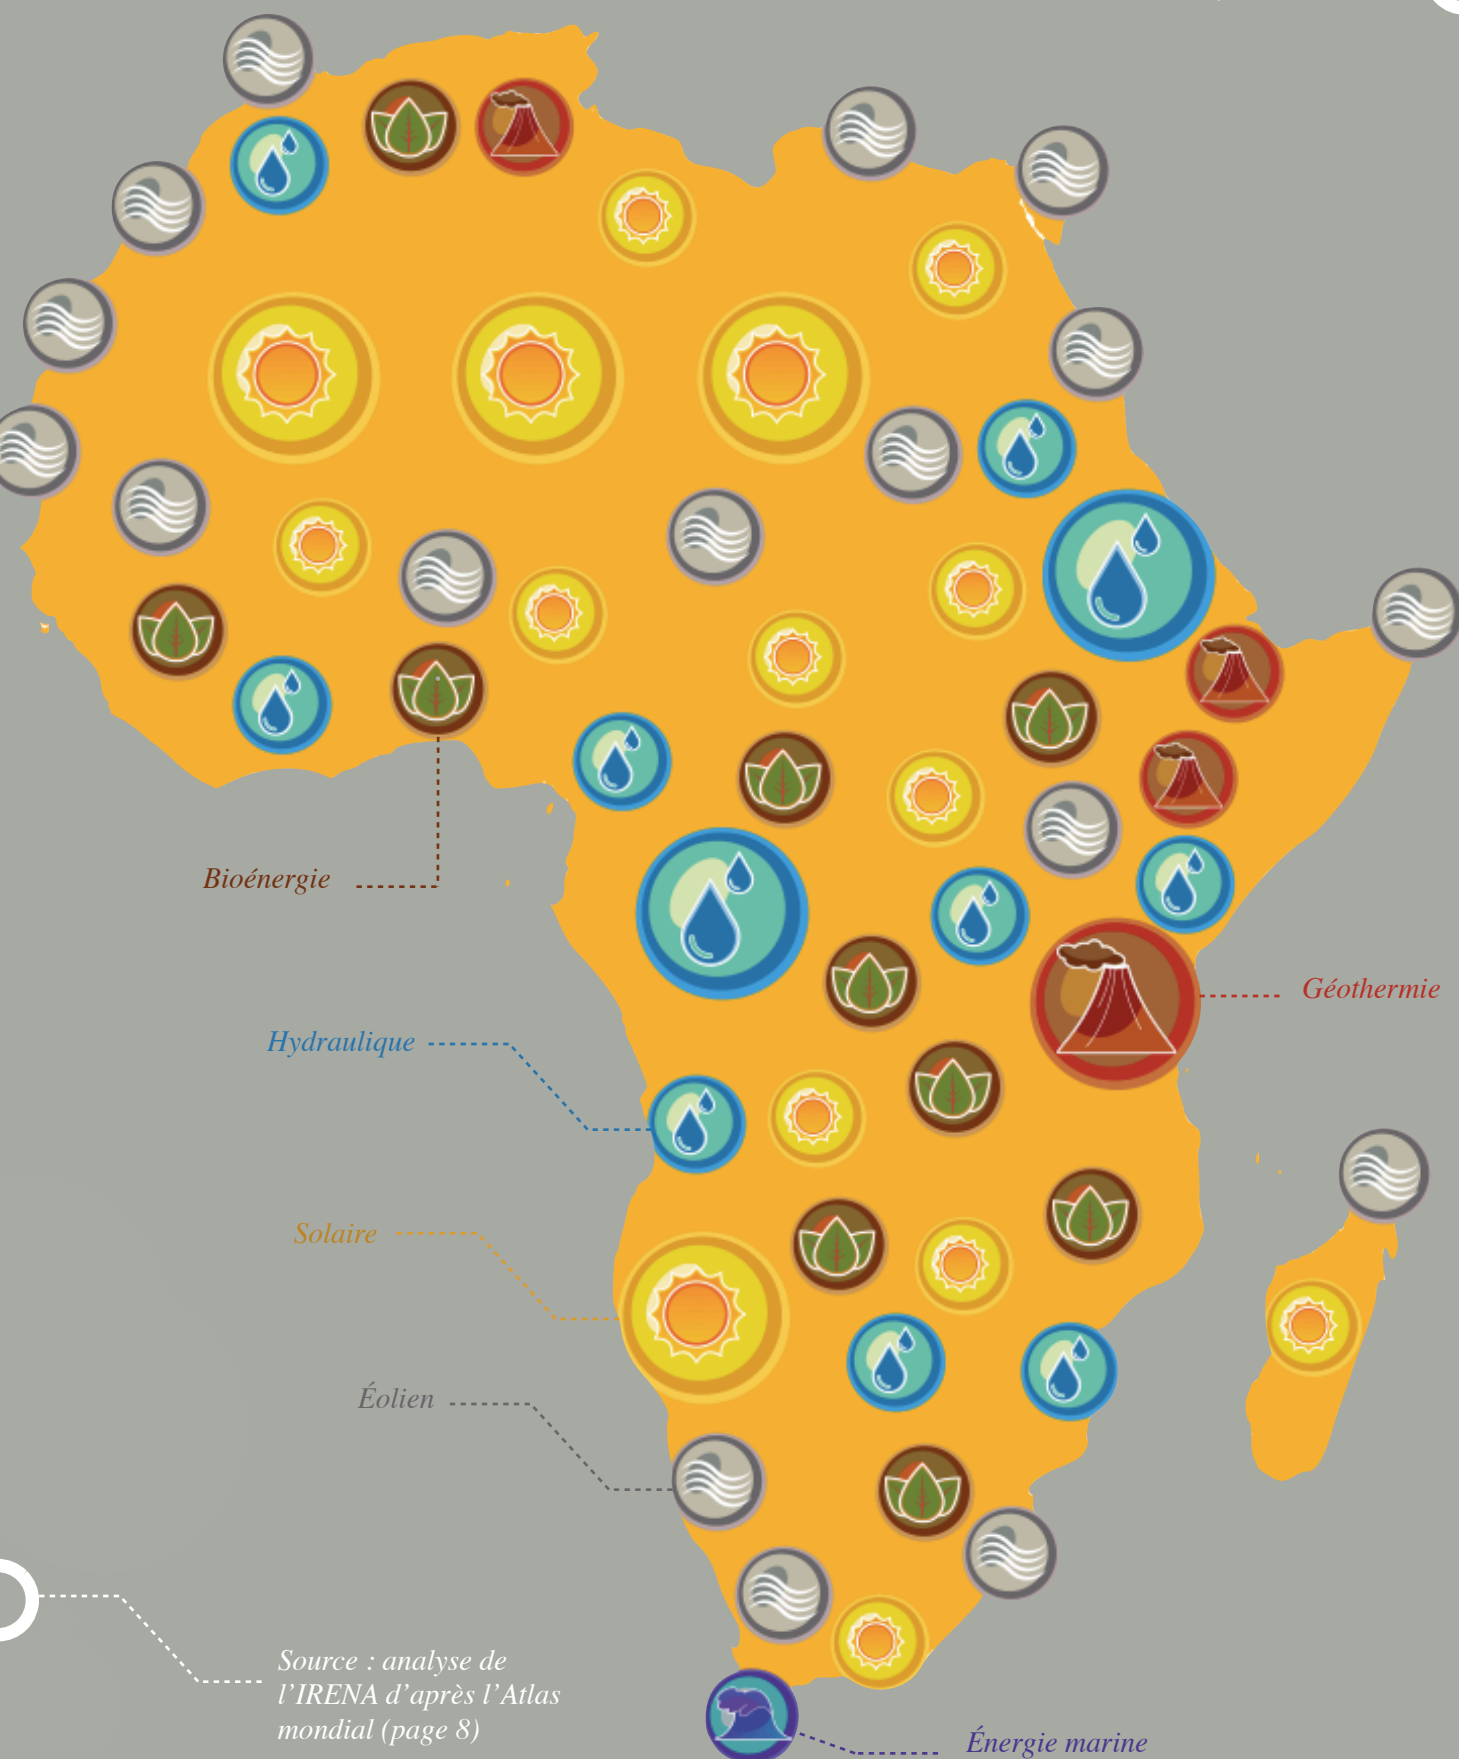 Bioénergie
Géothermie
Hydraulique
Solaire
Éolien
Source : analyse de
l’IRENA d’après l’Atlas
mondial (page 8)
Énergie marine